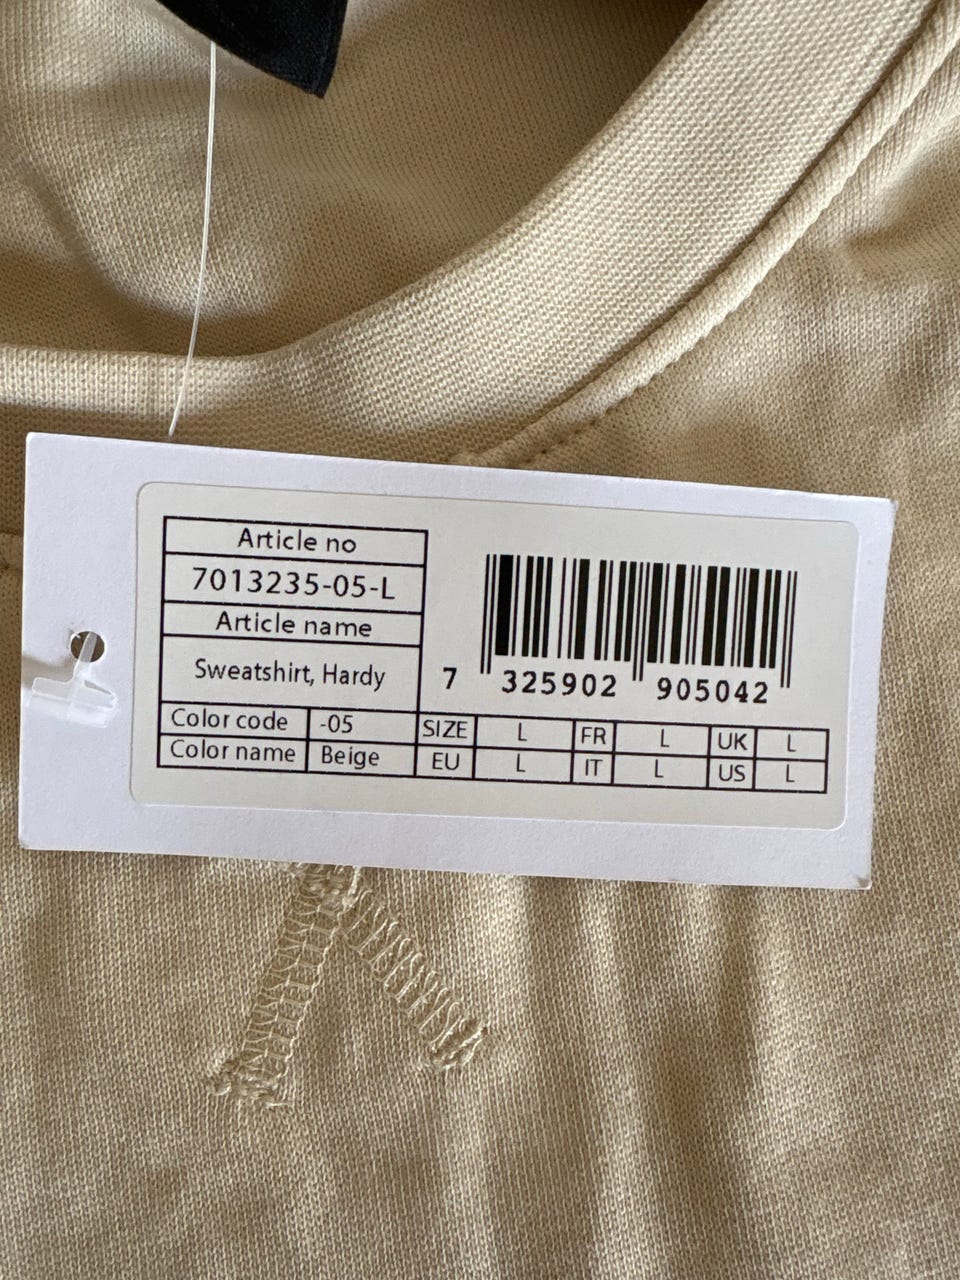 Article no
7013235-05-L
Article name
Sweatshirt, Hardy
7 325902 905042
Color code -05 SIZE L FR L UK L
Color name Beige EU L IT L US L